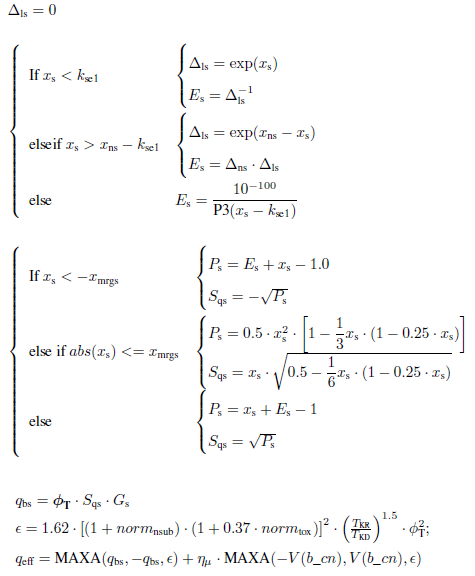 Δ_ls = 0
If x_s < k_se1
Δ_ls = exp(x_s)
E_s = Δ_ls^{-1}
elseif x_s > x_ns − k_se1
Δ_ls = exp(x_ns − x_s)
E_s = Δ_ns · Δ_ls
else
E_s = \frac{10^{-100}}{P3(x_s − k_se1)}
If x_s < −x_mrgs
P_s = E_s + x_s − 1.0
S_qs = −√P_s
else if abs(x_s) <= x_mrgs
P_s = 0.5 · x_s^2 · [1 − \frac{1}{3}x_s · (1 − 0.25 · x_s)]
S_qs = x_s · √{0.5 − \frac{1}{6}x_s · (1 − 0.25 · x_s)}
else
P_s = x_s + E_s − 1
S_qs = √P_s
q_bs = ϕ_T · S_qs · G_s
ϵ = 1.62 · [(1 + norm_nsub) · (1 + 0.37 · norm_tox)]^2 · (\frac{T_KR}{T_KD})^{1.5} · ϕ_T^2;
q_eff = MAXA(q_bs, −q_bs, ϵ) + η_μ · MAXA(−V(b_cn), V(b_cn), ϵ)